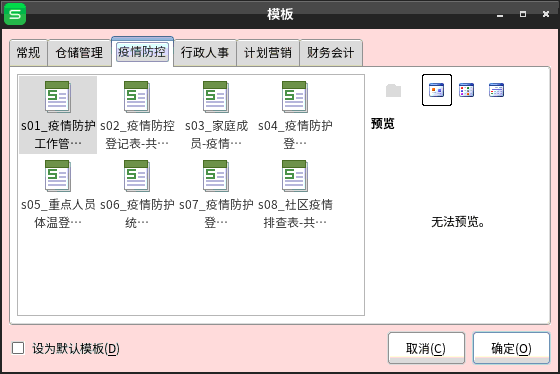 模板
常规 仓储管理 疫情防控 行政人事 计划营销 财务会计
s01_疫情防护 s02_疫情防控 s03_家庭成 s04_疫情防护
工作管… 登记表-共… 员-疫情… 登…
预览
s05_重点人员 s06_疫情防护 s07_疫情防护 s08_社区疫情
体温登… 统… 登… 排查表-共…
无法预览。
设为默认模板(D) 取消(C) 确定(O)